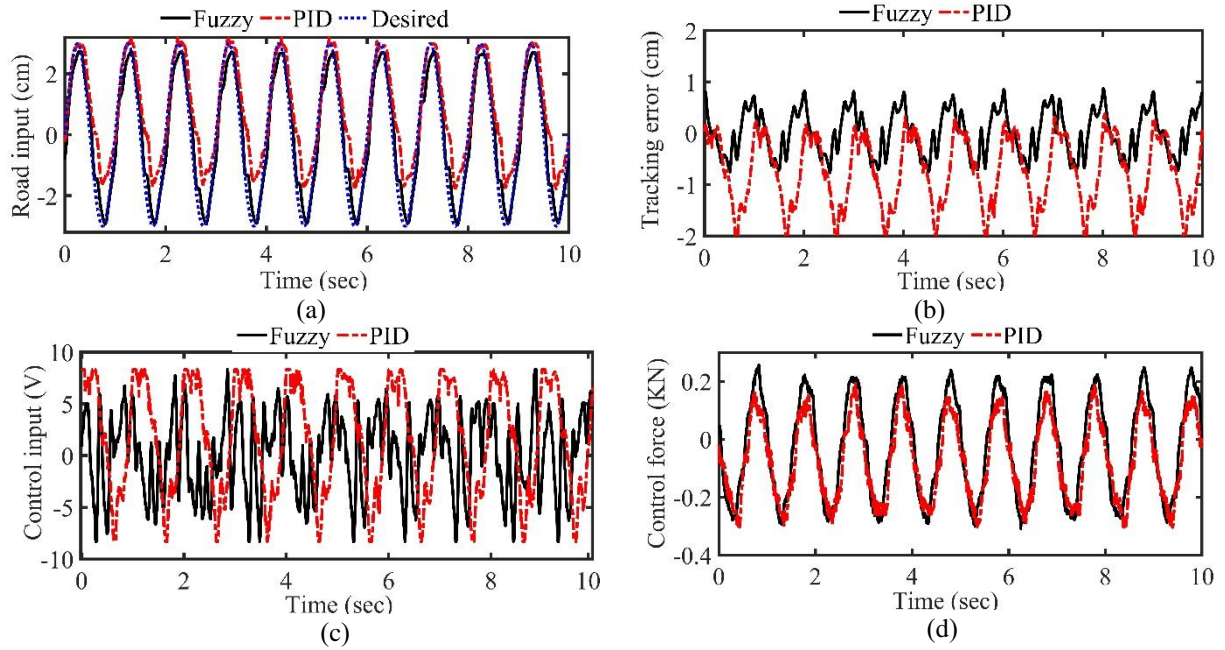 Fuzzy PID Desired
Road input (cm)
2
0
-2
0 2 4 6 8 10
Time (sec)
(a)
Fuzzy PID
Tracking error (cm)
2
1
0
-1
-2
0 2 4 6 8 10
Time (sec)
(b)
Fuzzy PID
Control input (V)
10
5
0
-5
-10
0 2 4 6 8 10
Time (sec)
(c)
Fuzzy PID
Control force (KN)
0.2
0
-0.2
-0.4
0 2 4 6 8 10
Time (sec)
(d)